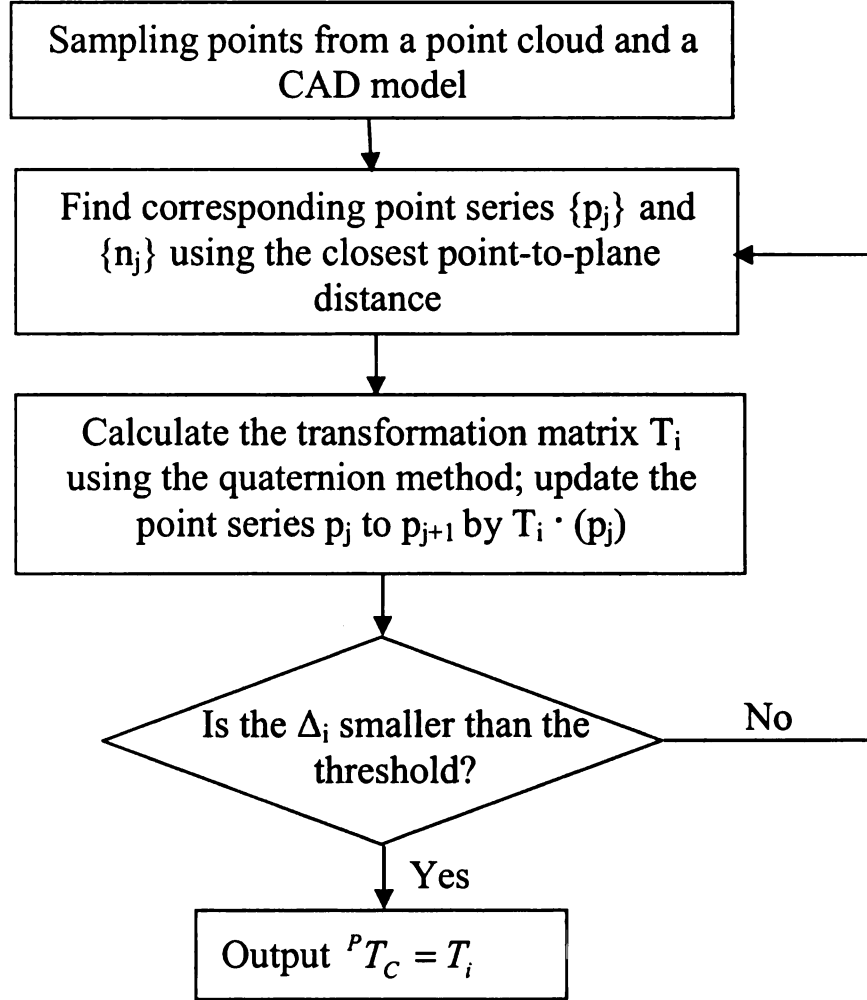 Sampling points from a point cloud and a
CAD model
Find corresponding point series {pj} and
{nj} using the closest point-to-plane
distance
Calculate the transformation matrix Ti
using the quaternion method; update the
point series pj to pj+1 by Ti · (pj)
Is the Δi smaller than the
threshold?
No
Yes
Output PTC = Ti